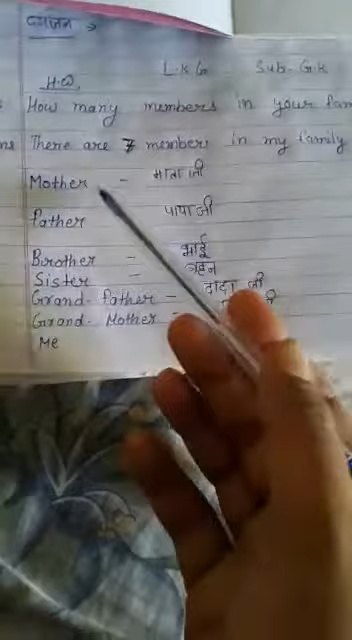 व्यंजन →
L.K.G Sub- G.K
H.W.
How many members in your
There are 7 members in my family
Mother - माता जी
Father पापा जी
Brother - भाई
Sister - बहन
Grand- Father - दादा जी
Grand- Mother - जी
Me